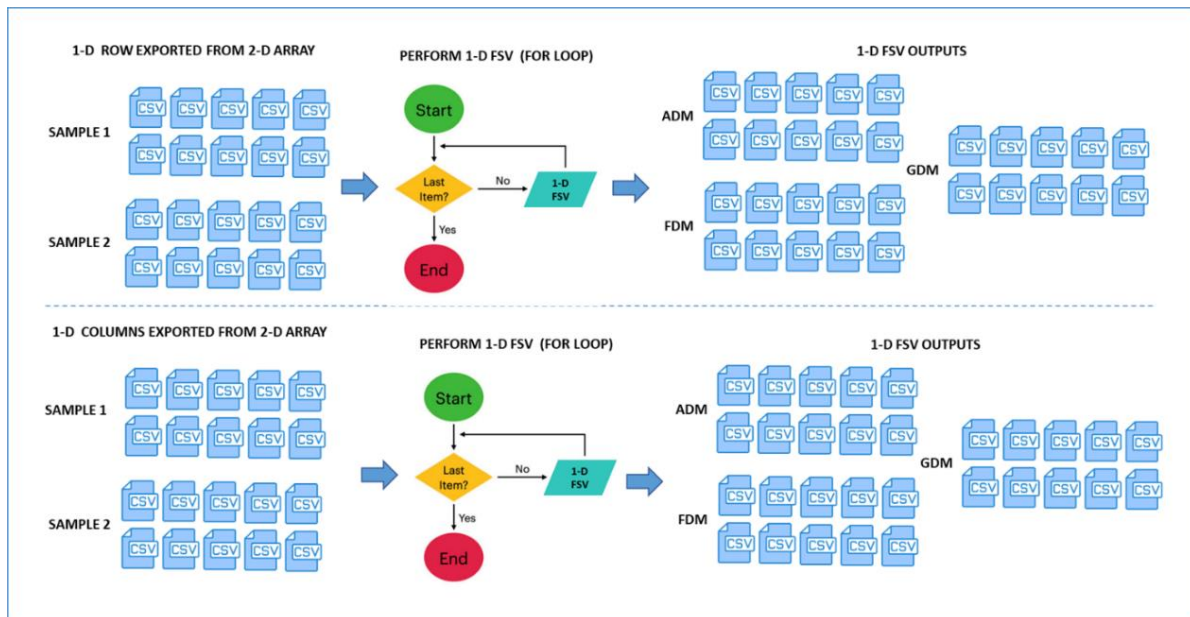 1-D ROW EXPORTED FROM 2-D ARRAY
PERFORM 1-D FSV (FOR LOOP)
1-D FSV OUTPUTS
SAMPLE 1
CSV CSV CSV CSV CSV
CSV CSV CSV CSV CSV
SAMPLE 2
CSV CSV CSV CSV CSV
CSV CSV CSV CSV CSV
Start
Last
Item?
No
1-D
FSV
Yes
End
ADM
CSV CSV CSV CSV CSV
CSV CSV CSV CSV CSV
FDM
CSV CSV CSV CSV CSV
CSV CSV CSV CSV CSV
GDM
CSV CSV CSV CSV CSV
CSV CSV CSV CSV CSV
1-D COLUMNS EXPORTED FROM 2-D ARRAY
PERFORM 1-D FSV (FOR LOOP)
1-D FSV OUTPUTS
SAMPLE 1
CSV CSV CSV CSV CSV
CSV CSV CSV CSV CSV
SAMPLE 2
CSV CSV CSV CSV CSV
CSV CSV CSV CSV CSV
Start
Last
Item?
No
1-D
FSV
Yes
End
ADM
CSV CSV CSV CSV CSV
CSV CSV CSV CSV CSV
FDM
CSV CSV CSV CSV CSV
CSV CSV CSV CSV CSV
GDM
CSV CSV CSV CSV CSV
CSV CSV CSV CSV CSV